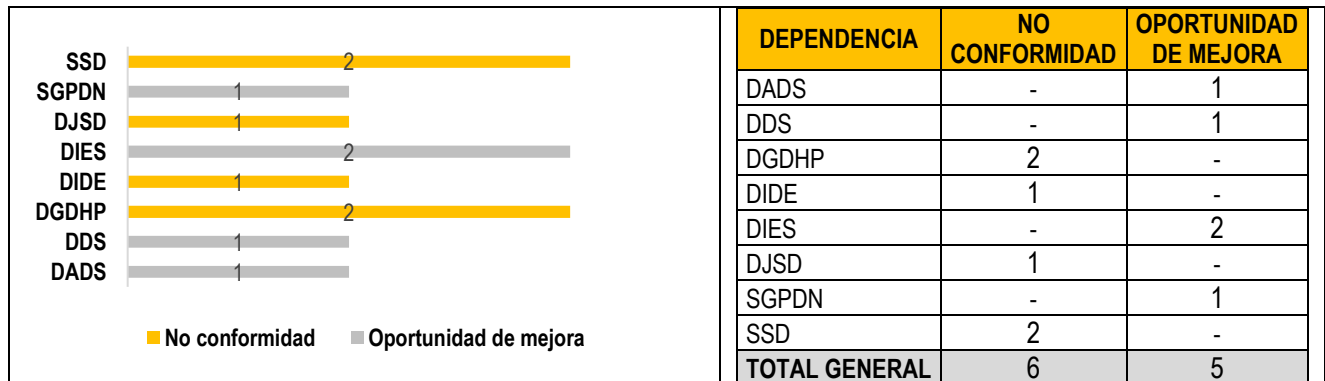 SSD 2
SGPDN 1
DJSD 1
DIES 2
DIDE 1
DGDHP 2
DDS 1
DADS 1
No conformidad Oportunidad de mejora
DEPENDENCIA NO CONFORMIDAD OPORTUNIDAD DE MEJORA
DADS - 1
DDS - 1
DGDHP 2 -
DIDE 1 -
DIES - 2
DJSD 1 -
SGPDN - 1
SSD 2 -
TOTAL GENERAL 6 5